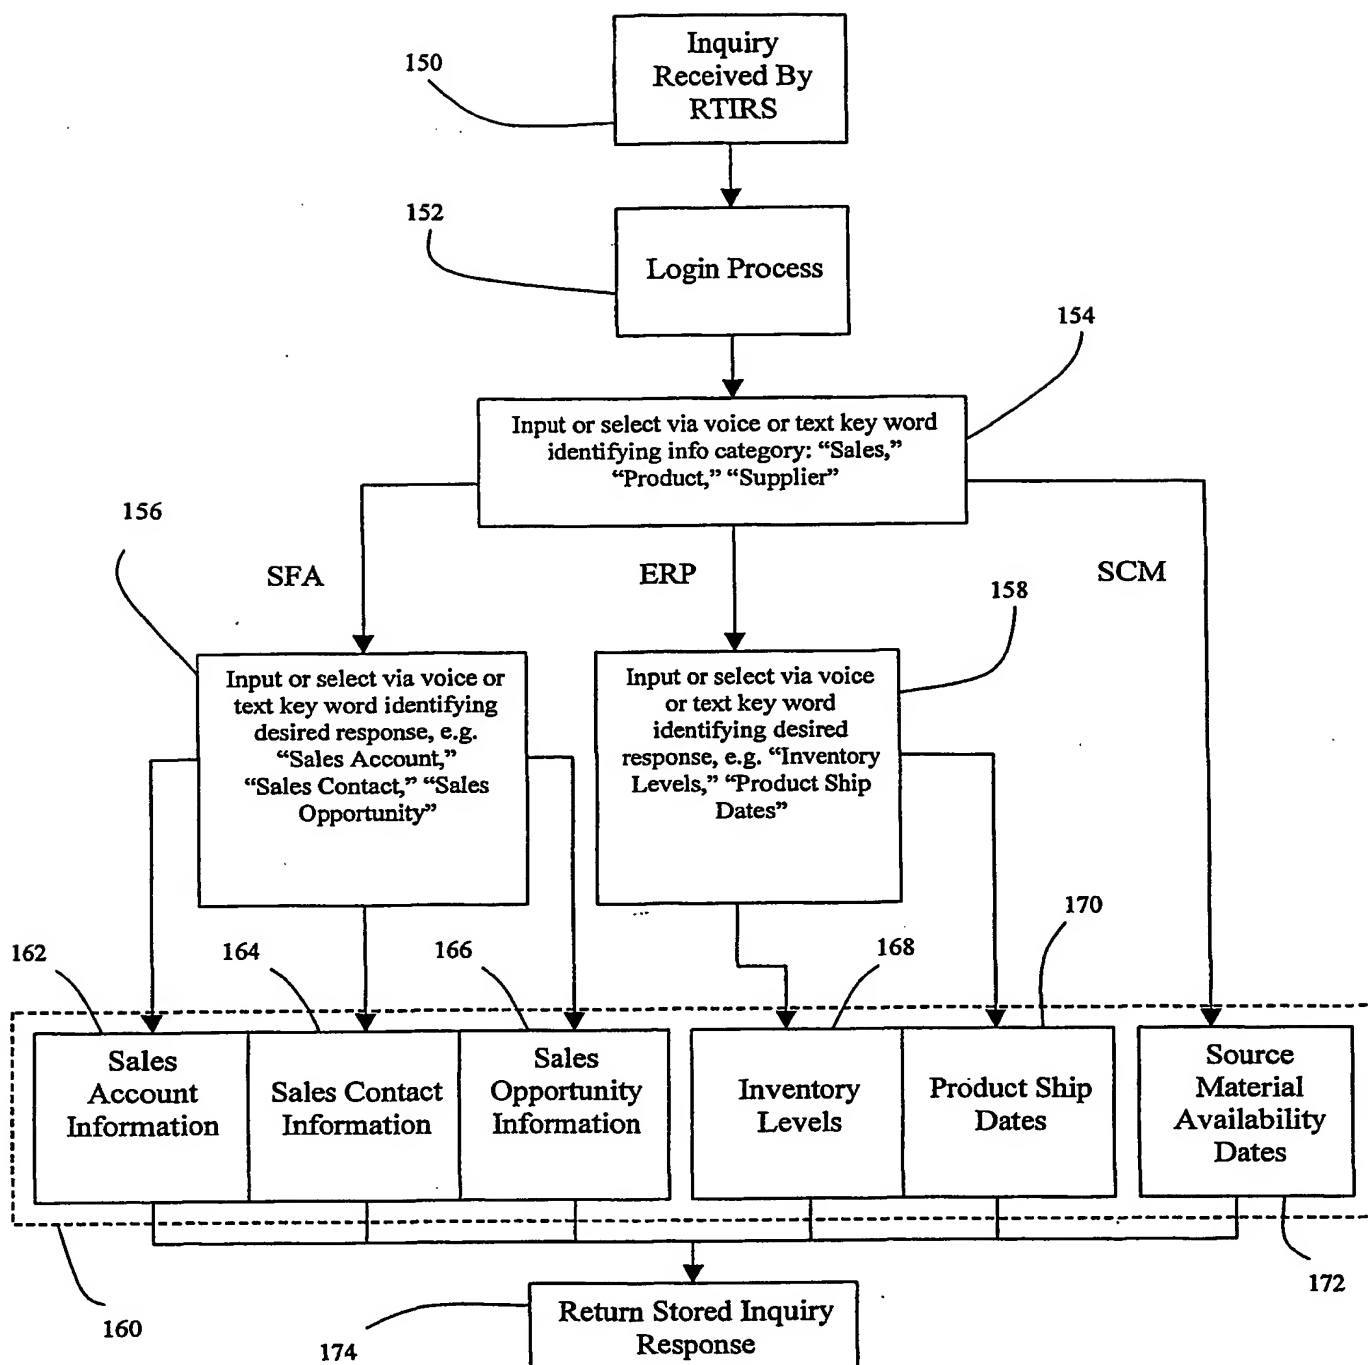 Inquiry
Received By
RTIRS
150
152
Login Process
154
Input or select via voice or text key word
identifying info category: “Sales,”
“Product,” “Supplier”
156
SFA
ERP
SCM
158
Input or select via voice or
text key word identifying
desired response, e.g.
“Sales Account,”
“Sales Contact,” “Sales
Opportunity”
Input or select via voice
or text key word
identifying desired
response, e.g. “Inventory
Levels,” “Product Ship
Dates”
162
164
166
168
170
Sales
Account
Information
Sales Contact
Information
Sales
Opportunity
Information
Inventory
Levels
Product Ship
Dates
Source
Material
Availability
Dates
172
160
174
Return Stored Inquiry
Response